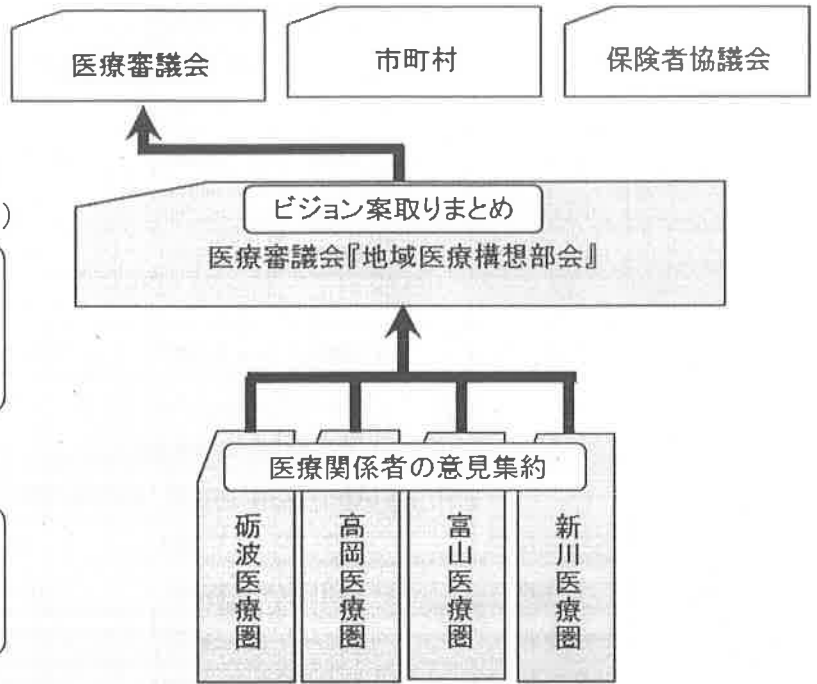 医療審議会
市町村
保険者協議会
)
ビジョン案取りまとめ
医療審議会『地域医療構想部会』
医療関係者の意見集約
砺波医療圏
高岡医療圏
富山医療圏
新川医療圏